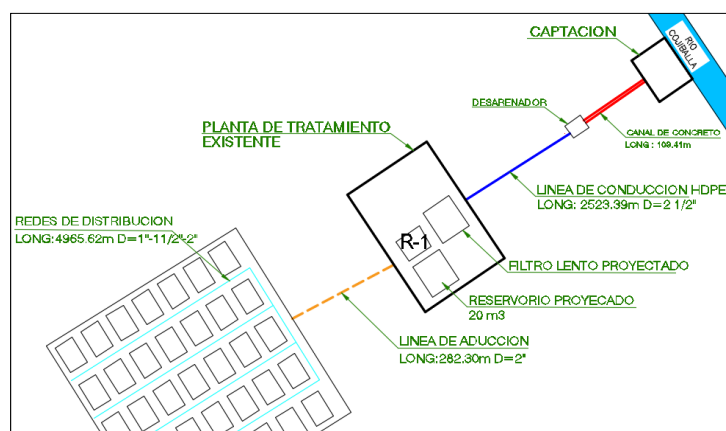 CAPTACION
RIO
COJIBALLA
DESARENADOR
CANAL DE CONCRETO
LONG : 109.41m
PLANTA DE TRATAMIENTO
EXISTENTE
LINEA DE CONDUCCION HDPE
LONG: 2523.39m D=2 1/2"
REDES DE DISTRIBUCION
LONG:4965.62m D=1"-11/2"-2"
R-1
FILTRO LENTO PROYECTADO
RESERVORIO PROYECADO
20 m3
LINEA DE ADUCCION
LONG:282.30m D=2"